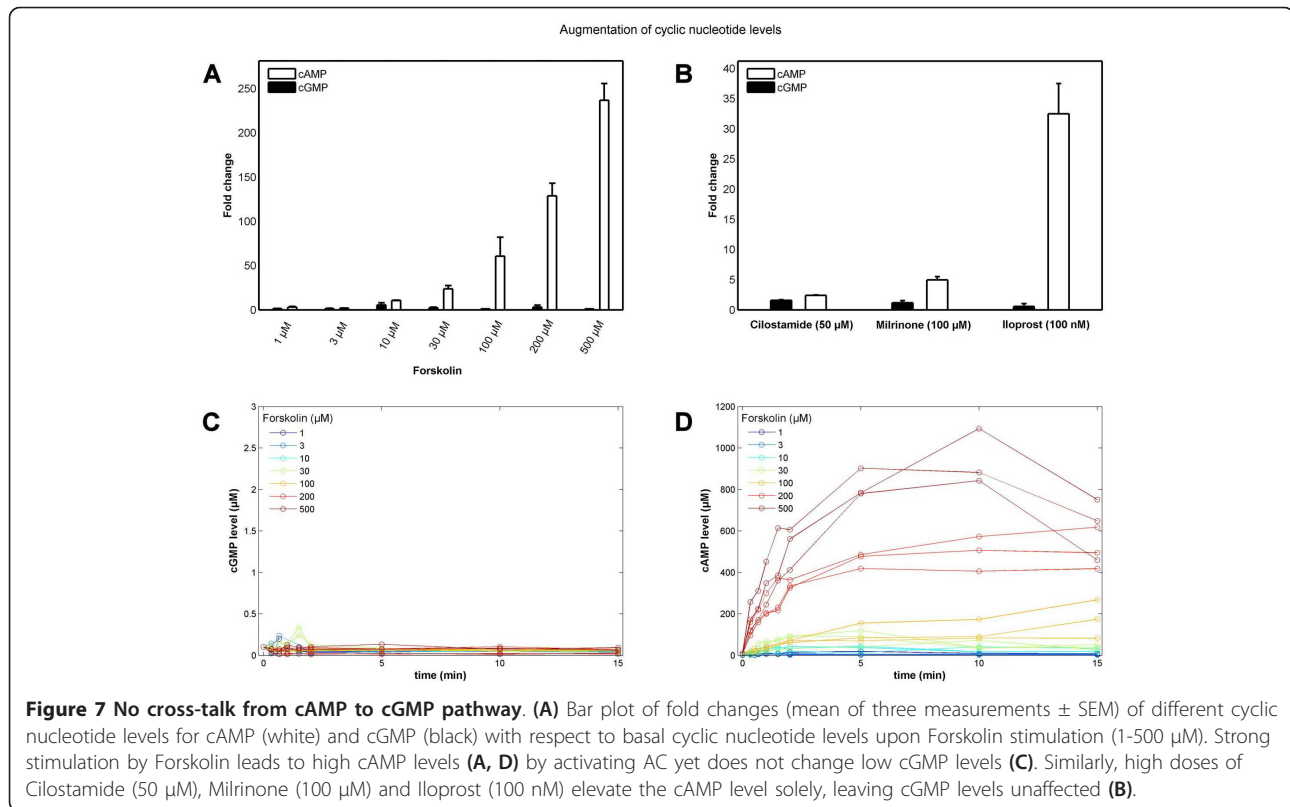 Augmentation of cyclic nucleotide levels
A
cAMP
cGMP
250
200
150
100
50
0
Fold change
1 µM
3 µM
10 µM
30 µM
100 µM
200 µM
500 µM
Forskolin
B
cAMP
cGMP
40
35
30
25
20
15
10
5
0
Fold change
Cilostamide (50 µM)
Milrinone (100 µM)
Iloprost (100 nM)
C
Forskolin (µM)
1
3
10
30
100
200
500
3
2.5
2
1.5
1
0.5
0
cGMP level (µM)
0
5
10
15
time (min)
D
Forskolin (µM)
1
3
10
30
100
200
500
1200
1000
800
600
400
200
0
cAMP level (µM)
0
5
10
15
time (min)
Figure 7 No cross-talk from cAMP to cGMP pathway. (A) Bar plot of fold changes (mean of three measurements ± SEM) of different cyclic
nucleotide levels for cAMP (white) and cGMP (black) with respect to basal cyclic nucleotide levels upon Forskolin stimulation (1-500 µM). Strong
stimulation by Forskolin leads to high cAMP levels (A, D) by activating AC yet does not change low cGMP levels (C). Similarly, high doses of
Cilostamide (50 µM), Milrinone (100 µM) and Iloprost (100 nM) elevate the cAMP level solely, leaving cGMP levels unaffected (B).